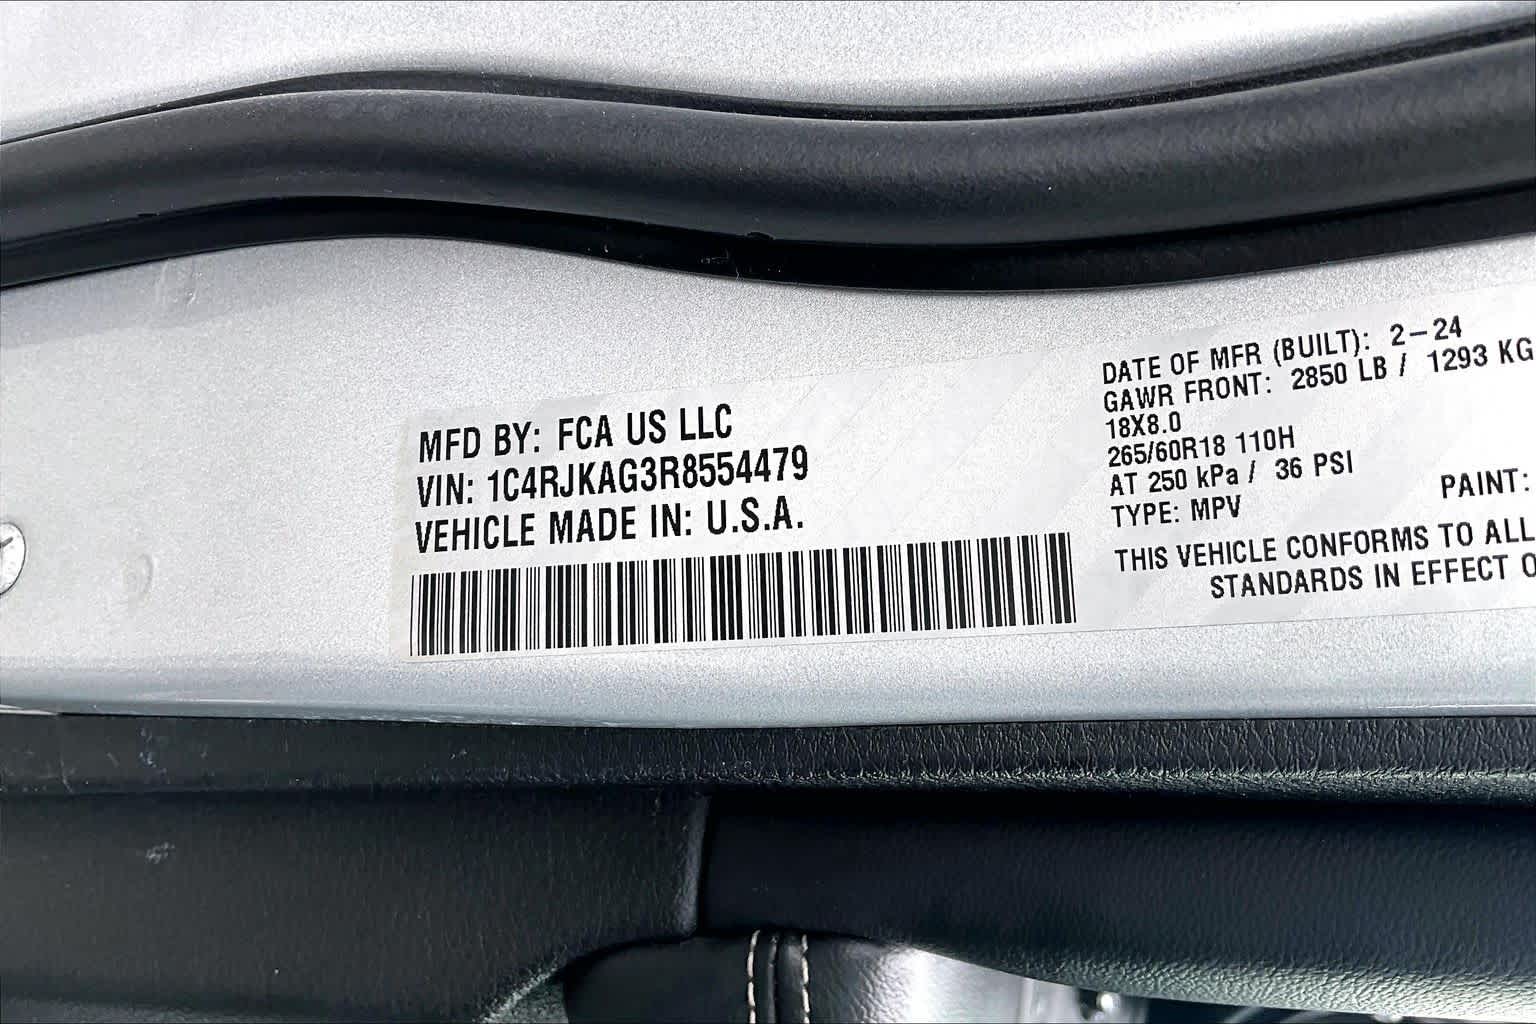 MFD BY: FCA US LLC
VIN: 1C4RJKAG3R8554479
VEHICLE MADE IN: U.S.A.
DATE OF MFR (BUILT): 2-24
GAWR FRONT: 2850 LB / 1293 KG
18X8.0
265/60R18 110H
AT 250 kPa / 36 PSI
TYPE: MPV PAINT:
THIS VEHICLE CONFORMS TO ALL
STANDARDS IN EFFECT